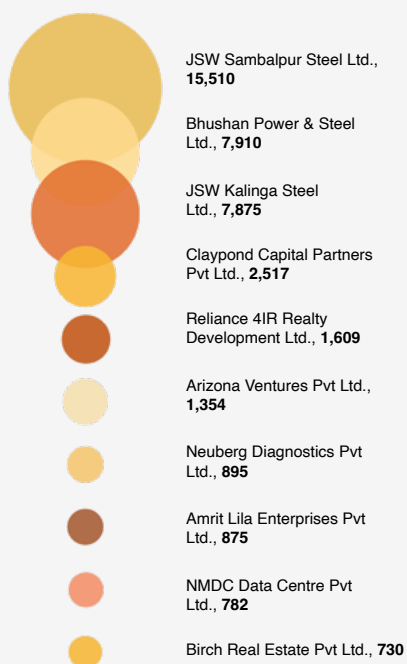 JSW Sambalpur Steel Ltd.,
15,510
Bhushan Power & Steel
Ltd., 7,910
JSW Kalinga Steel
Ltd., 7,875
Claypond Capital Partners
Pvt Ltd., 2,517
Reliance 4IR Realty
Development Ltd., 1,609
Arizona Ventures Pvt Ltd.,
1,354
Neuberg Diagnostics Pvt
Ltd., 895
Amrit Lila Enterprises Pvt
Ltd., 875
NMDC Data Centre Pvt
Ltd., 782
Birch Real Estate Pvt Ltd., 730